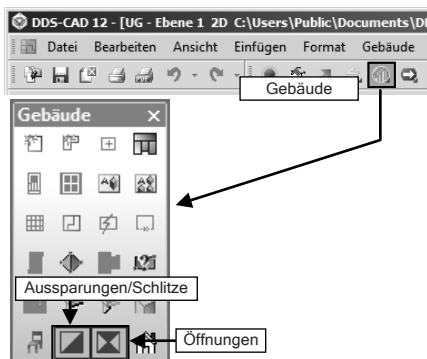 DDS-CAD 12 - [UG - Ebene 1 2D C:\Users\Public\Documents\D
Datei Bearbeiten Ansicht Einfügen Format Gebäude
Gebäude
Gebäude
Aussparungen/Schlitze
Öffnungen